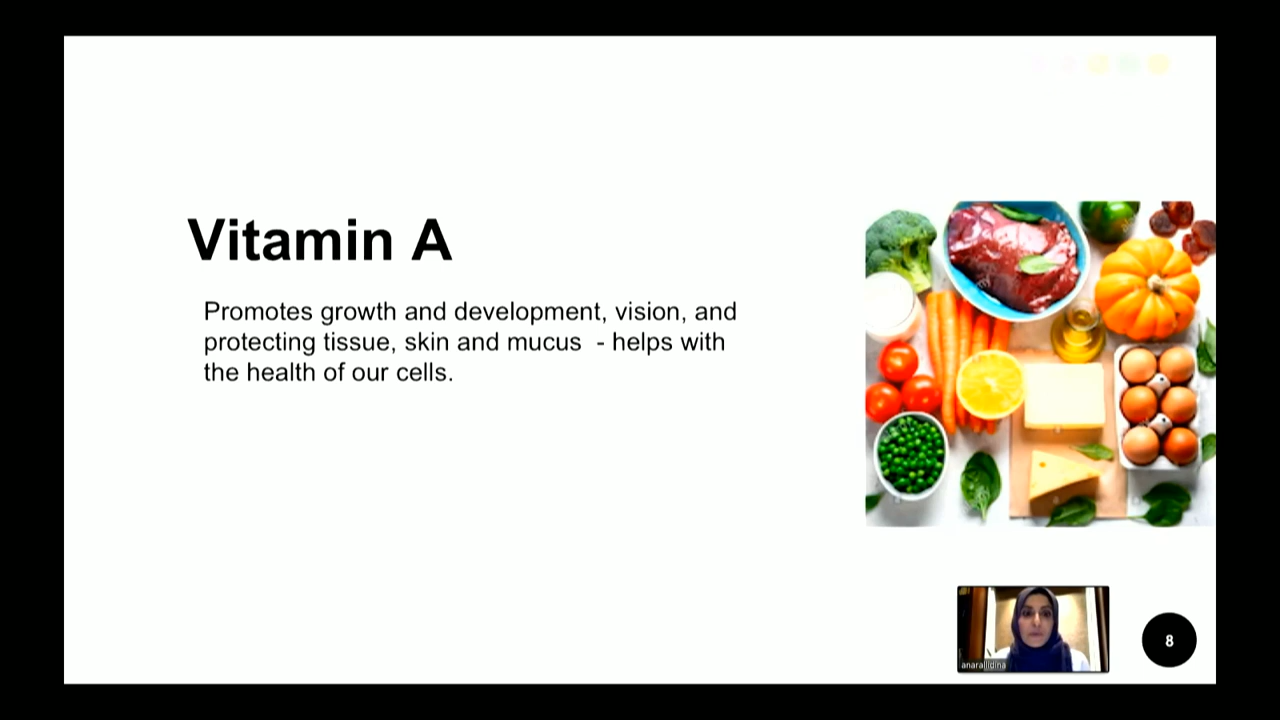 Vitamin A
Promotes growth and development, vision, and
protecting tissue, skin and mucus - helps with
the health of our cells.
anarallidina
8